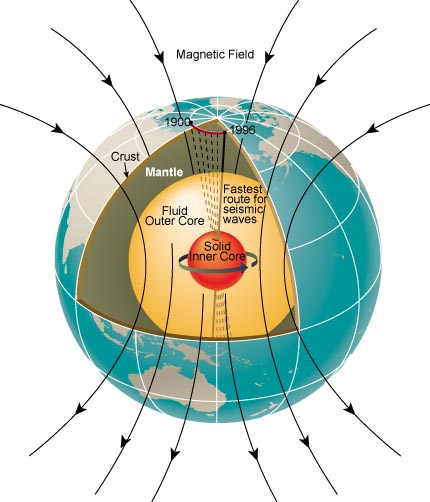 Magnetic Field
1900
1996
Crust
Mantle
Fastest
route for
seismic
waves
Fluid
Outer Core
Solid
Inner Core